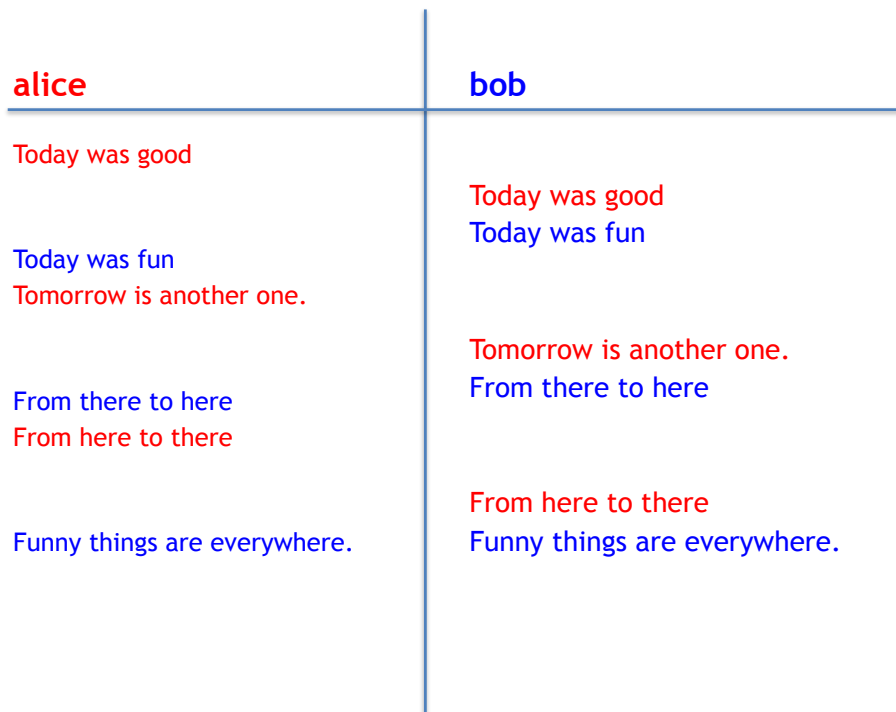 alice
bob
Today was good
Today was good
Today was fun
Today was fun
Tomorrow is another one.
Tomorrow is another one.
From there to here
From there to here
From here to there
From here to there
Funny things are everywhere.
Funny things are everywhere.